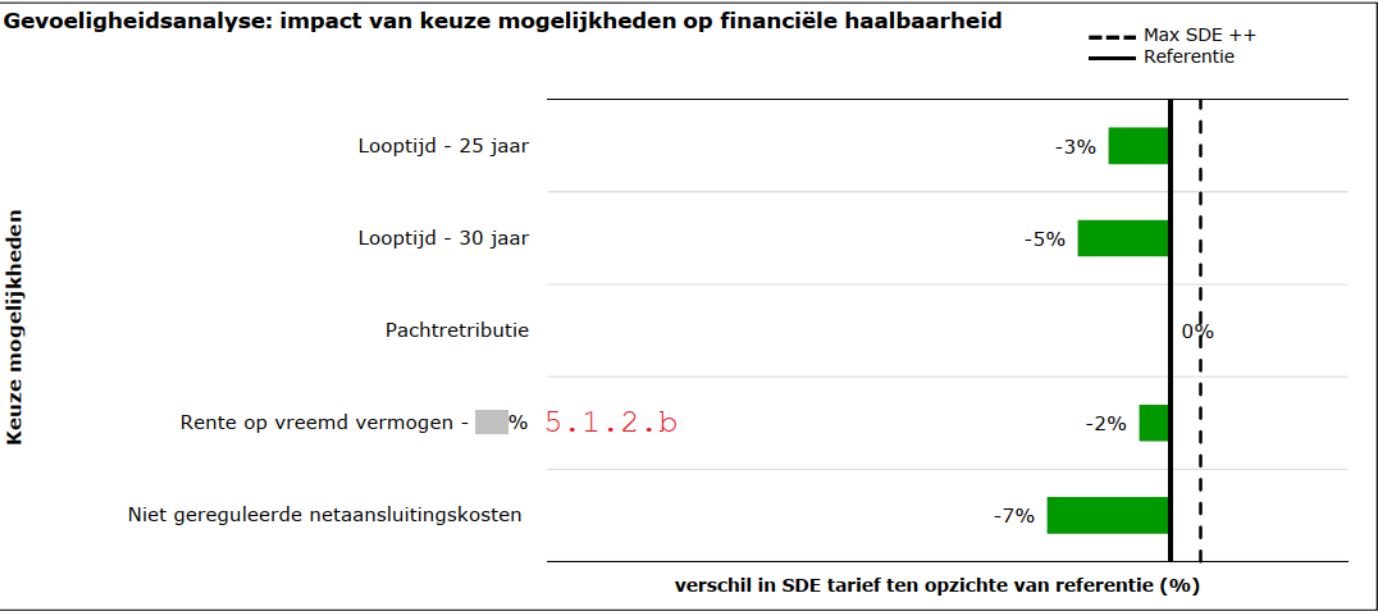 Gevoeligheidsanalyse: impact van keuze mogelijkheden op financiële haalbaarheid
Max SDE ++
Referentie
Keuze mogelijkheden
Looptijd - 25 jaar
-3%
Looptijd - 30 jaar
-5%
Pachtretributie
0%
Rente op vreemd vermogen - % 5.1.2.b
-2%
Niet gereguleerde netaansluitingskosten
-7%
verschil in SDE tarief ten opzichte van referentie (%)